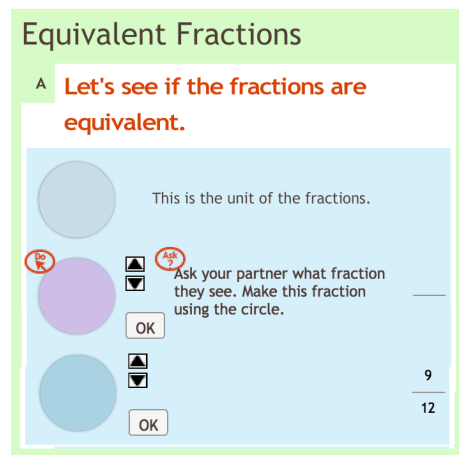 Equivalent Fractions
A
Let's see if the fractions are
equivalent.
This is the unit of the fractions.
Do
Ask
?
Ask your partner what fraction
they see. Make this fraction
using the circle.
OK
9
12
OK